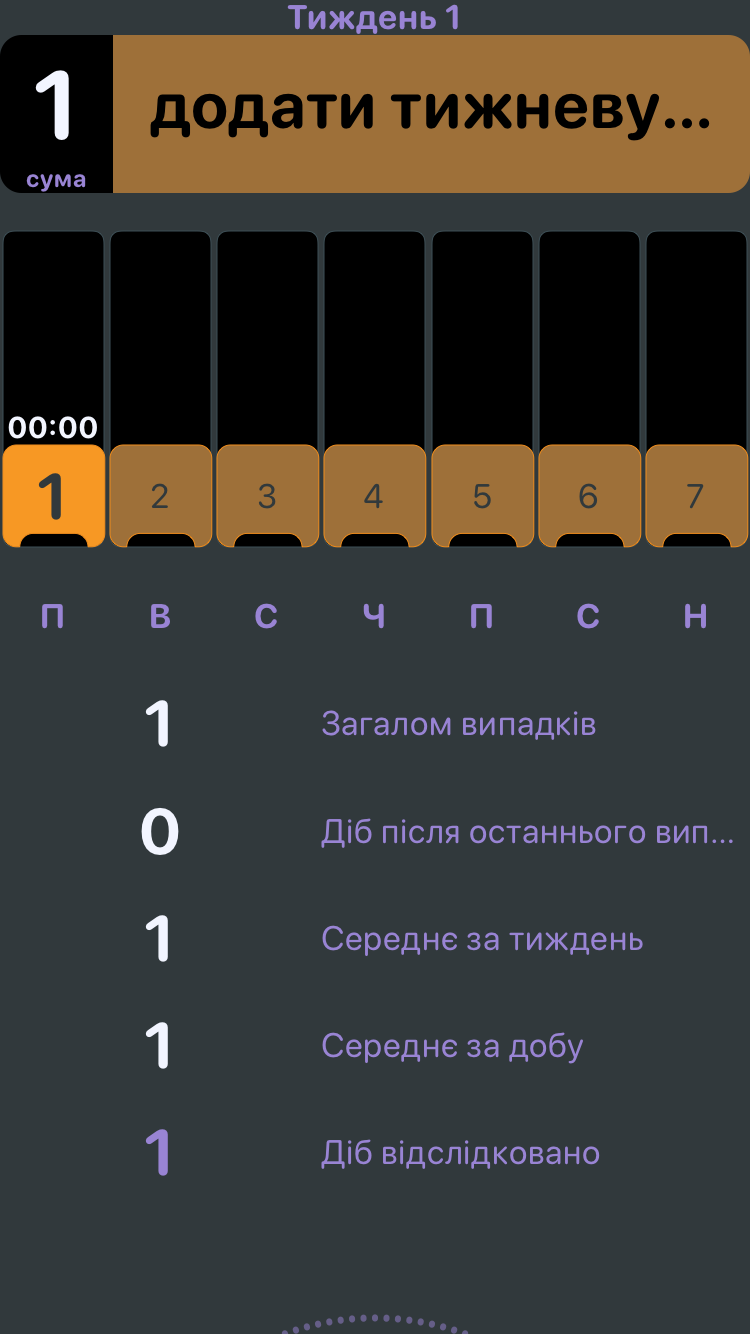 Тиждень 1
1
сума
додати тижневу...
00:00
1 2 3 4 5 6 7
П В С Ч П С Н
1 Загалом випадків
0 Діб після останнього вип...
1 Середнє за тиждень
1 Середнє за добу
1 Діб відслідковано